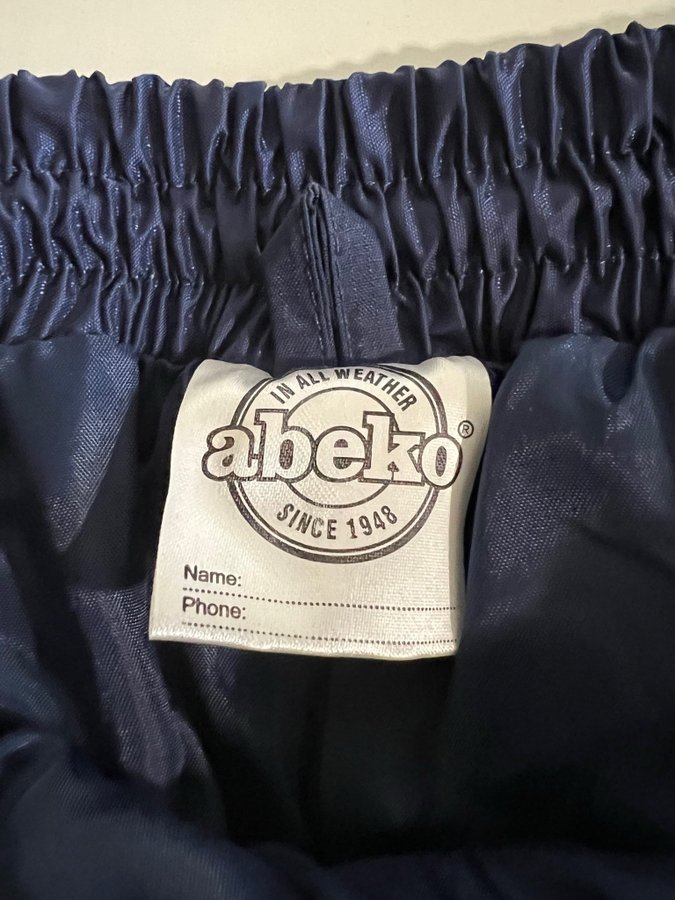 IN ALL WEATHER
abeko®
SINCE 1948
Name:
Phone: